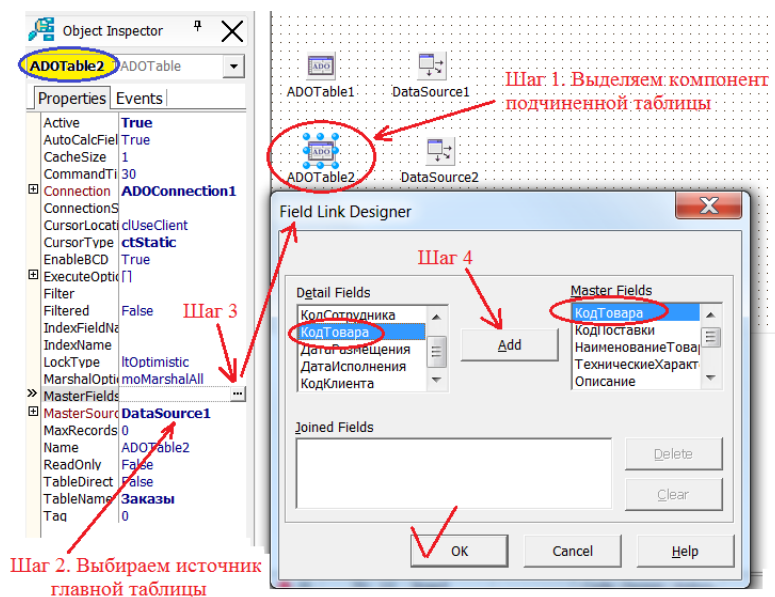 Object Inspector
ADOTable2 ADOTable
Properties Events
Active True
AutoCalcFiel True
CacheSize 1
CommandTi 30
Connection ADOConnection1
ConnectionS
CursorLocati clUseClient
CursorType ctStatic
EnableBCD True
ExecuteOptic []
Filter
Filtered False
IndexFieldNa
IndexName
LockType ltOptimistic
MarshalOptic moMarshalAll
MasterFields ...
MasterSourc DataSource1
MaxRecords 0
Name ADOTable2
ReadOnly False
TableDirect False
TableName Заказы
Tag 0
Шаг 3
Шаг 2. Выбираем источник
главной таблицы
ADO
ADOTable1 DataSource1
Шаг 1. Выделяем компонент
подчиненной таблицы
ADO
ADOTable2 DataSource2
Field Link Designer
Шаг 4
Detail Fields
КодСотрудника
КодТовара
ДатаРазмещения
ДатаИсполнения
КодКлиента
Add
Master Fields
КодТовара
КодПоставки
НаименованиеТова
ТехническиеХаракт
Описание
Joined Fields
Delete
Clear
OK Cancel Help